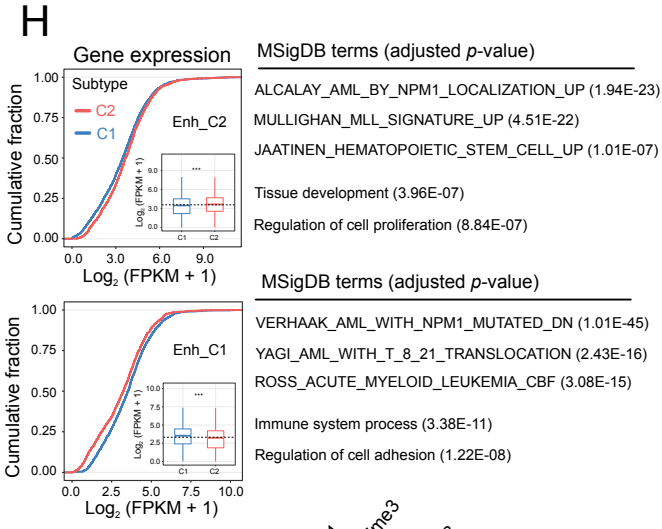 H
Gene expression
MSigDB terms (adjusted p-value)
Cumulative fraction
1.00
0.75
0.50
0.25
0.00
Subtype
C2
C1
Enh_C2
Log₂ (FPKM + 1)
9.0
6.0
3.0
0.0
***
C1 C2
0.0 3.0 6.0 9.0
Log₂ (FPKM + 1)
ALCALAY_AML_BY_NPM1_LOCALIZATION_UP (1.94E-23)
MULLIGHAN_MLL_SIGNATURE_UP (4.51E-22)
JAATINEN_HEMATOPOIETIC_STEM_CELL_UP (1.01E-07)
Tissue development (3.96E-07)
Regulation of cell proliferation (8.84E-07)
MSigDB terms (adjusted p-value)
Cumulative fraction
1.00
0.75
0.50
0.25
0.00
Enh_C1
Log₂ (FPKM + 1)
10.0
7.5
5.0
2.5
0.0
***
C1 C2
0.0 2.5 5.0 7.5 10.0
Log₂ (FPKM + 1)
VERHAAK_AML_WITH_NPM1_MUTATED_DN (1.01E-45)
YAGI_AML_WITH_T_8_21_TRANSLOCATION (2.43E-16)
ROSS_ACUTE_MYELOID_LEUKEMIA_CBF (3.08E-15)
Immune system process (3.38E-11)
Regulation of cell adhesion (1.22E-08)
me3